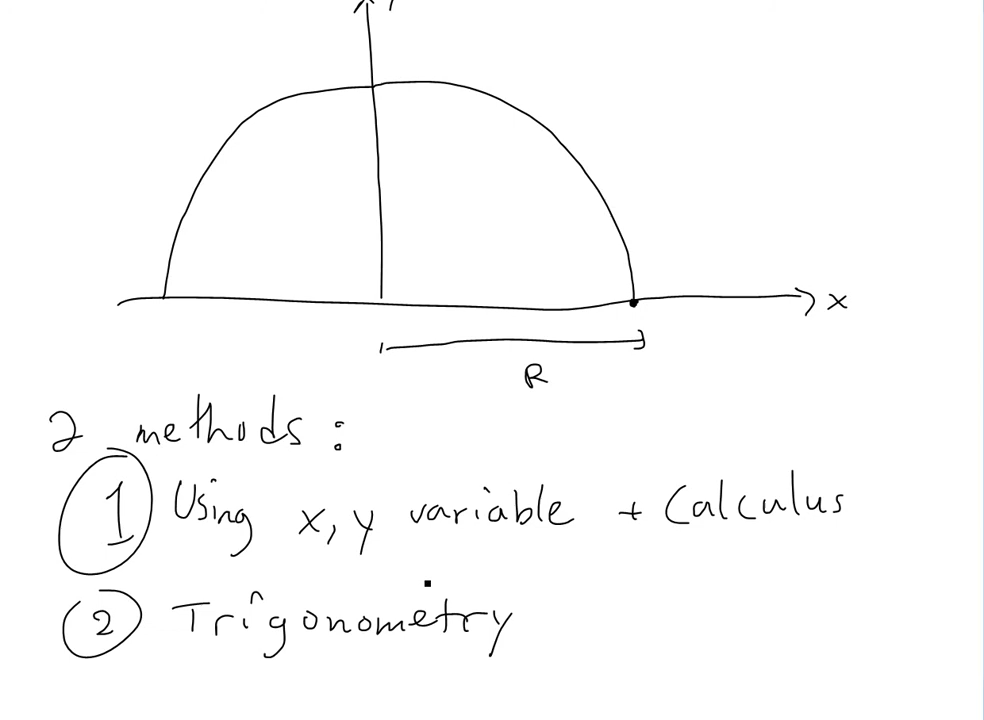 x
R
2 methods:
1 Using x, y variable + Calculus
2 Trigonometry